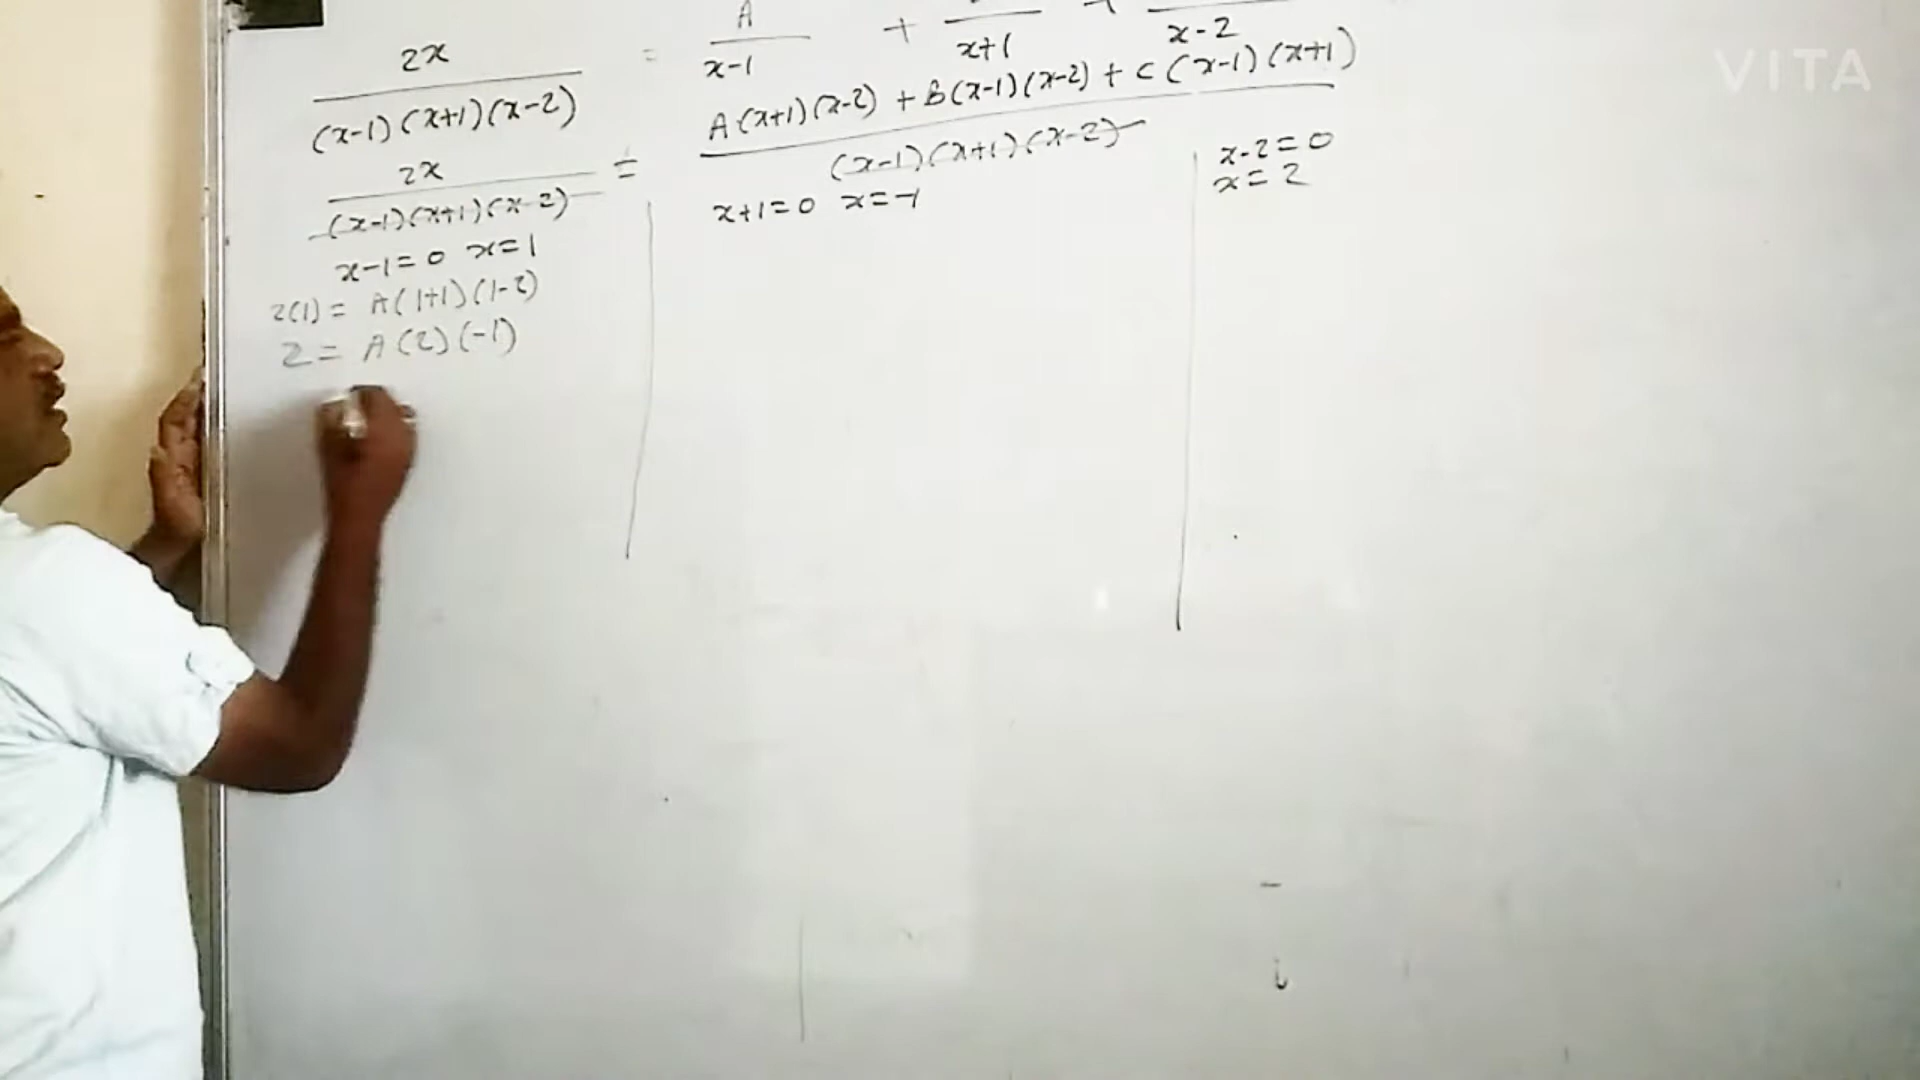 2x / (x-1)(x+1)(x-2) = A / x-1 + / x+1 + / x-2
2x / (x-1)(x+1)(x-2) = A(x+1)(x-2) + B(x-1)(x-2) + C(x-1)(x+1) / (x-1)(x+1)(x-2)
x-1=0 x=1
2(1) = A(1+1)(1-2)
2 = A(2)(-1)
x+1=0 x=-1
x-2=0
x=2
VITA